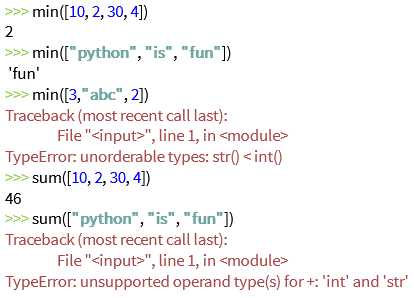 >>> min([10, 2, 30, 4])
2
>>> min(["python", "is", "fun"])
'fun'
>>> min([3,"abc", 2])
Traceback (most recent call last):
File "<input>", line 1, in <module>
TypeError: unorderable types: str() < int()
>>> sum([10, 2, 30, 4])
46
>>> sum(["python", "is", "fun"])
Traceback (most recent call last):
File "<input>", line 1, in <module>
TypeError: unsupported operand type(s) for +: 'int' and 'str'